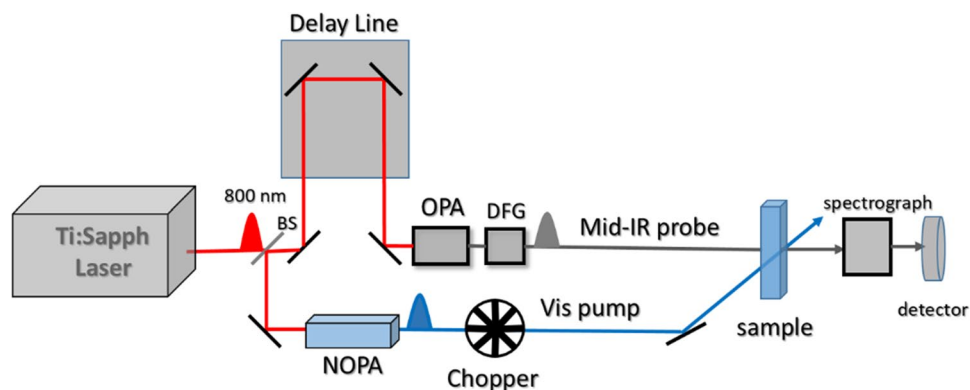 Delay Line
800 nm
BS
Ti:Sapph
Laser
OPA
DFG
Mid-IR probe
spectrograph
detector
sample
Vis pump
NOPA
Chopper